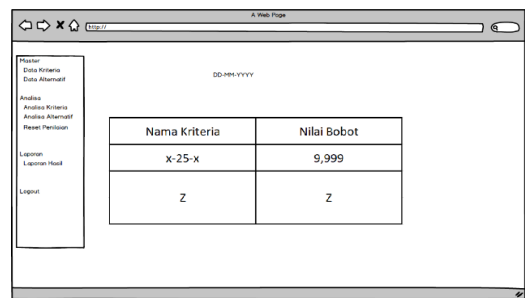 A Web Page
http://
Master
Data Kriteria
Data Alternatif
Analisa
Analisa Kriteria
Analisa Alternatif
Reset Penilaian
Laporan
Laporan Hasil
Logout
DD-MM-YYYY
Nama Kriteria Nilai Bobot
x-25-x 9,999
Z Z